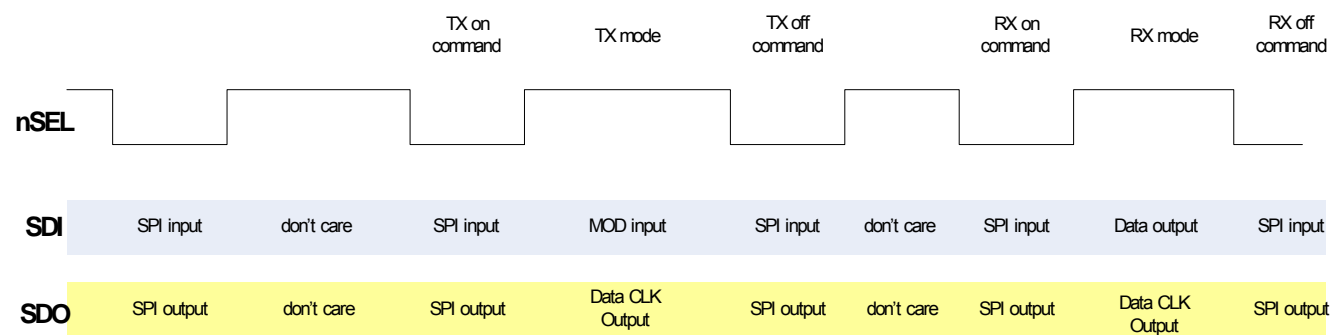 TX on command TX mode TX off command RX on command RX mode RX off command
nSEL
SDI SPI input don't care SPI input MOD input SPI input don't care SPI input Data output SPI input
SDO SPI output don't care SPI output Data CLK Output SPI output don't care SPI output Data CLK Output SPI output